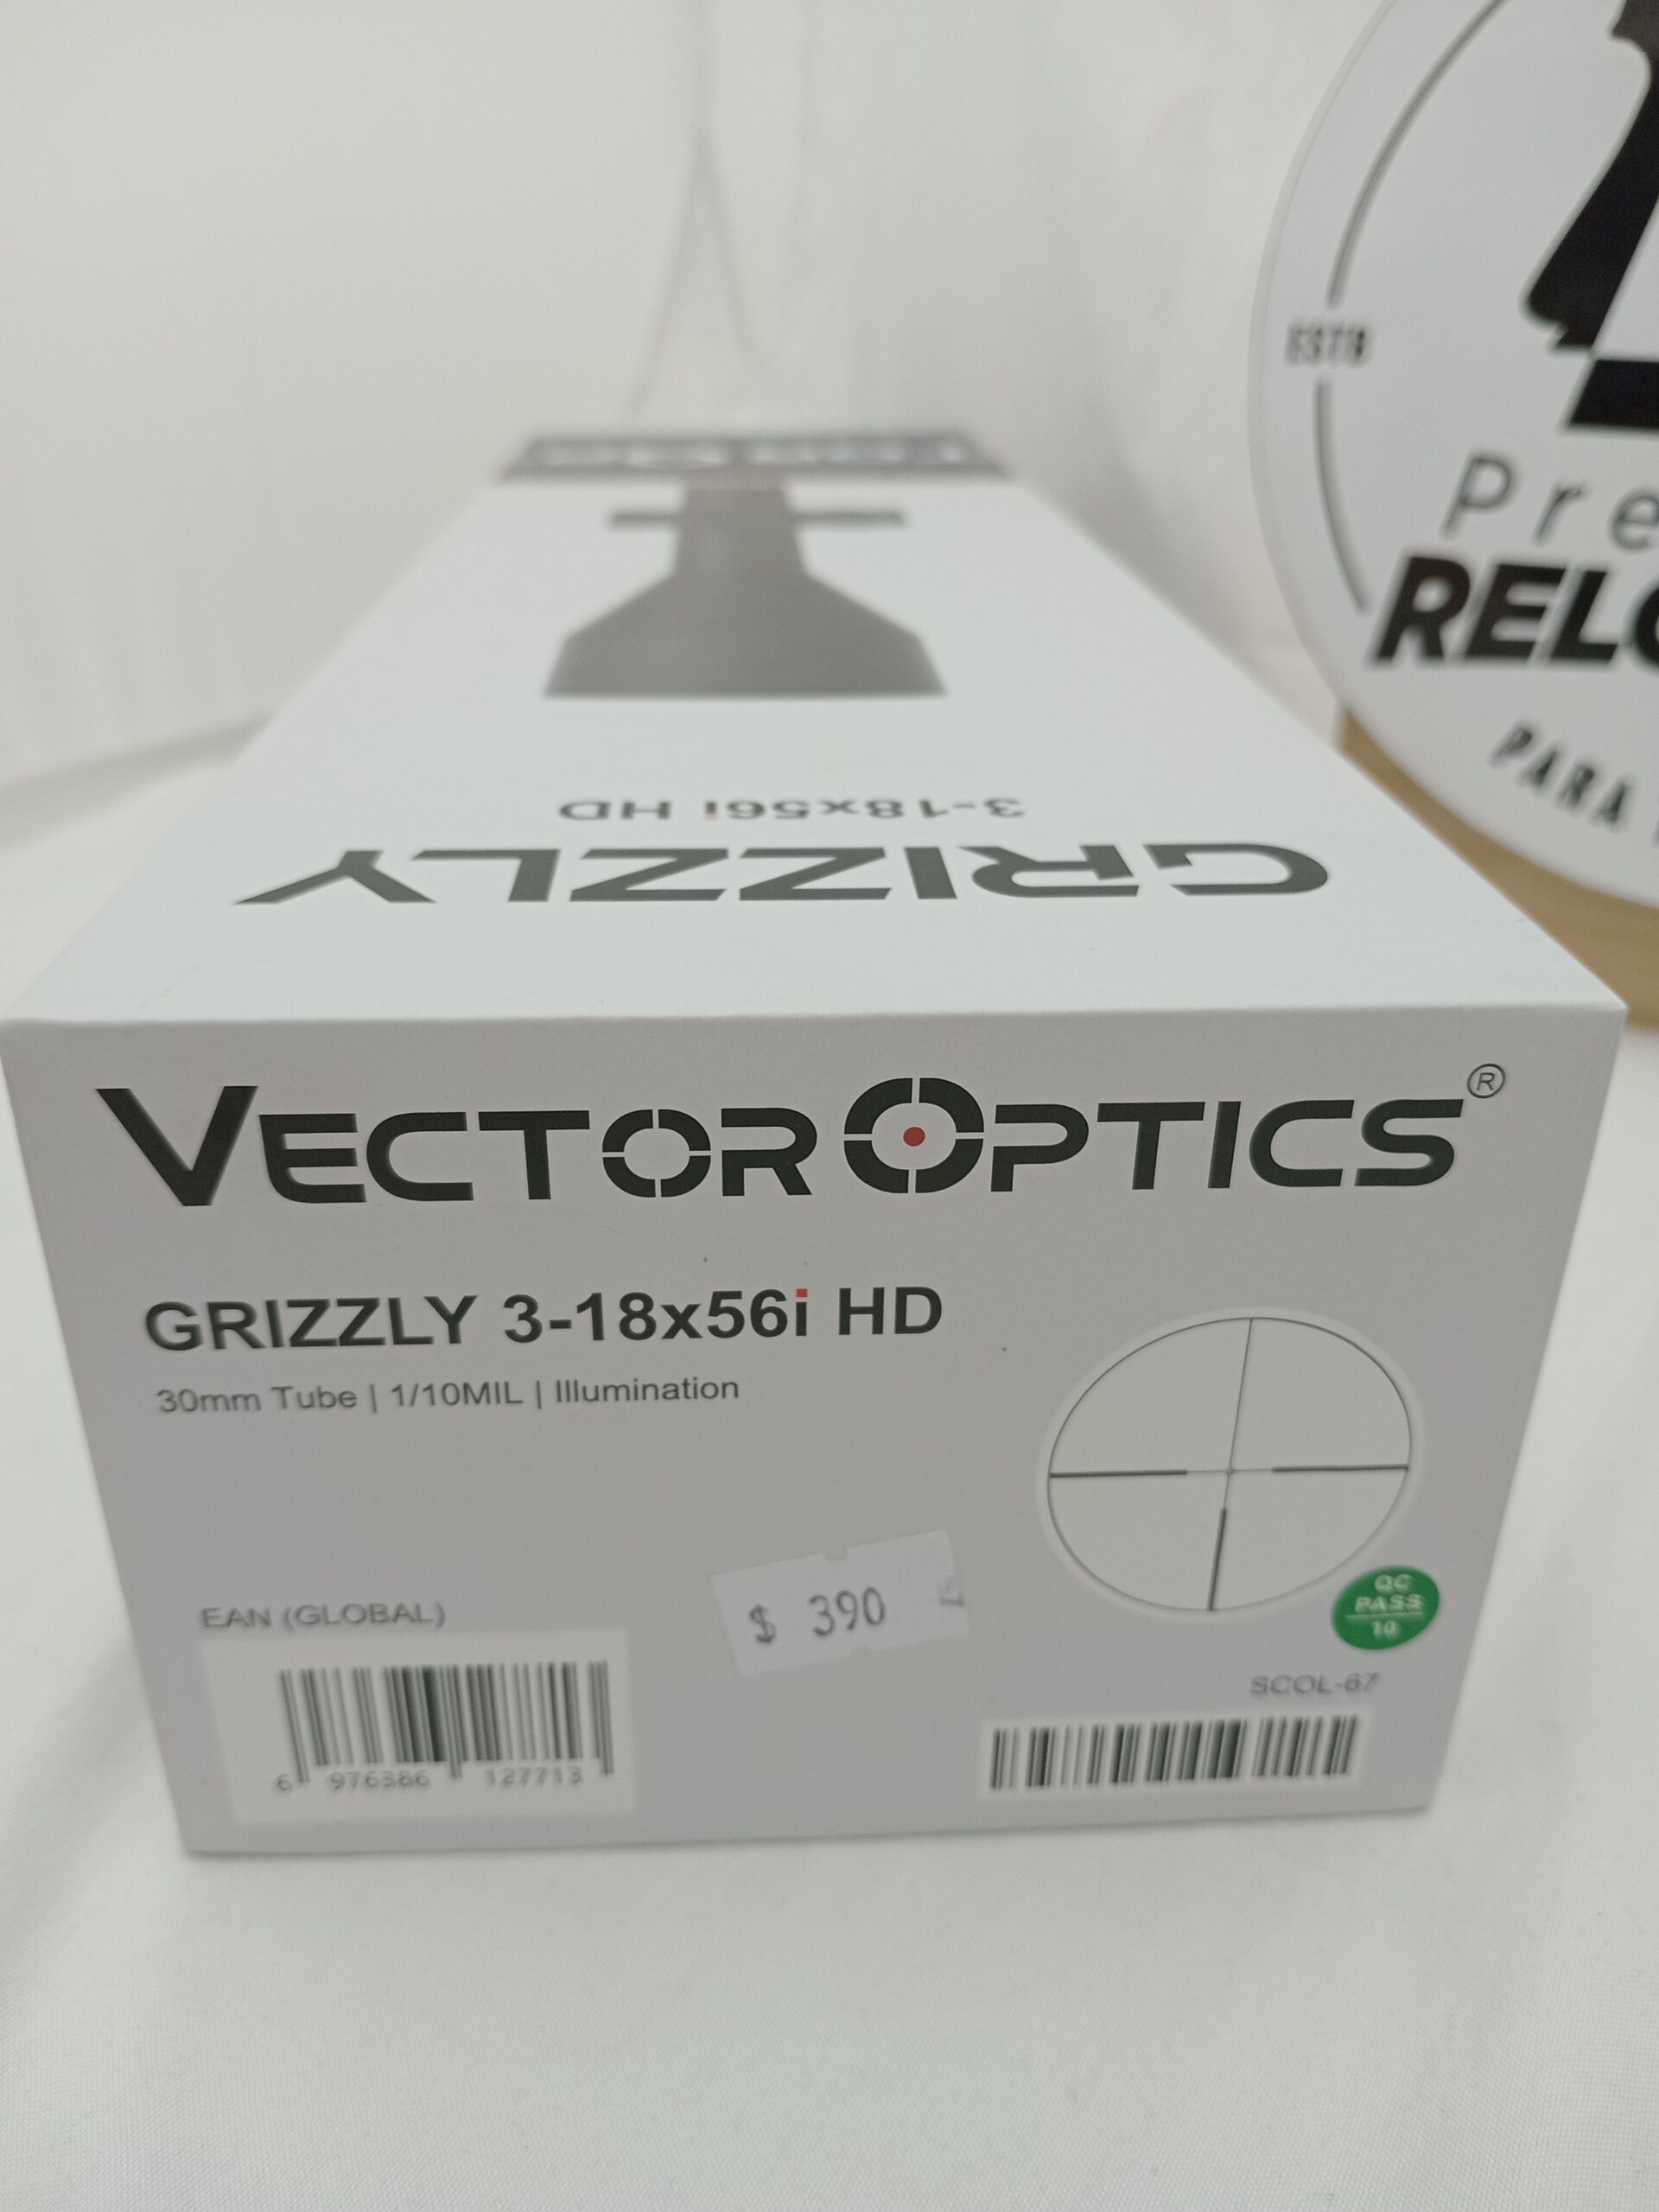 ESTB
Pre
RELO
PARA
3-18x56i HD
GRIZZLY
VECTOR OPTICS®
GRIZZLY 3-18x56i HD
30mm Tube | 1/10MIL | Illumination
$ 390
QC
PASS
10
EAN (GLOBAL)
6 976386 127713
SCOL-67